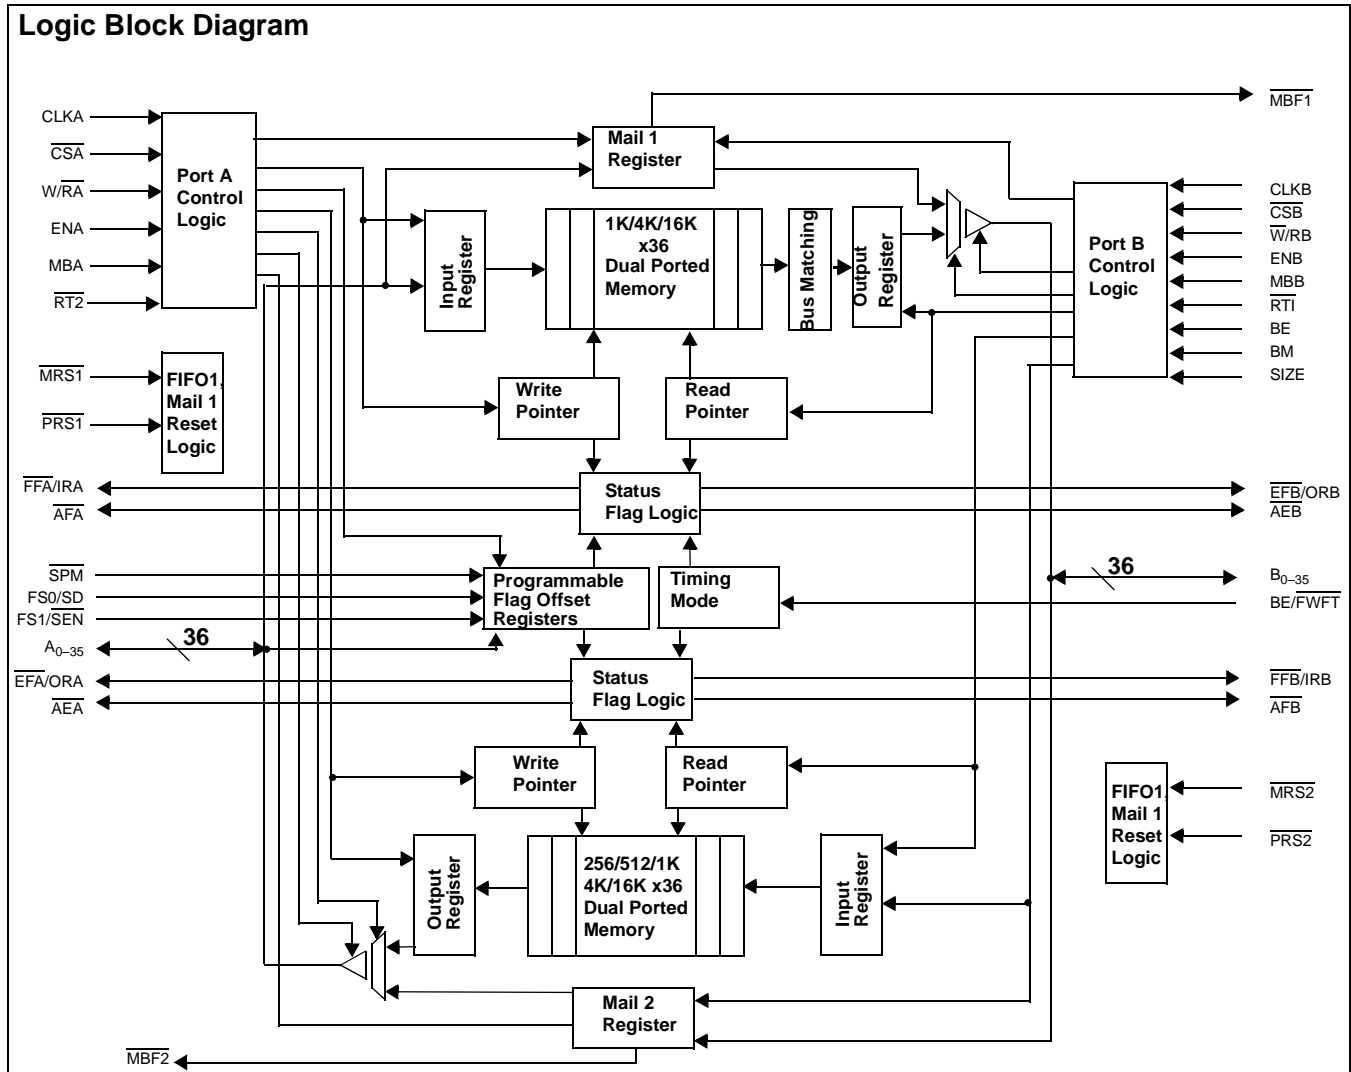 Logic Block Diagram
CLKA
CSA
W/RA
ENA
MBA
RT2
Port A
Control
Logic
Mail 1
Register
MBF1
CLKB
CSB
W/RB
ENB
MBB
RTI
BE
BM
SIZE
Port B
Control
Logic
Input
Register
1K/4K/16K
x36
Dual Ported
Memory
Bus Matching
Output
Register
MRS1
PRS1
FIFO1,
Mail 1
Reset
Logic
Write
Pointer
Read
Pointer
FFA/IRA
AFA
Status
Flag Logic
EFB/ORB
AEB
SPM
FS0/SD
FS1/SEN
Programmable
Flag Offset
Registers
Timing
Mode
36
B0–35
BE/FWFT
A0–35
36
EFA/ORA
AEA
Status
Flag Logic
FFB/IRB
AFB
Write
Pointer
Read
Pointer
FIFO1,
Mail 1
Reset
Logic
MRS2
PRS2
Output
Register
256/512/1K
4K/16K x36
Dual Ported
Memory
Input
Register
Mail 2
Register
MBF2